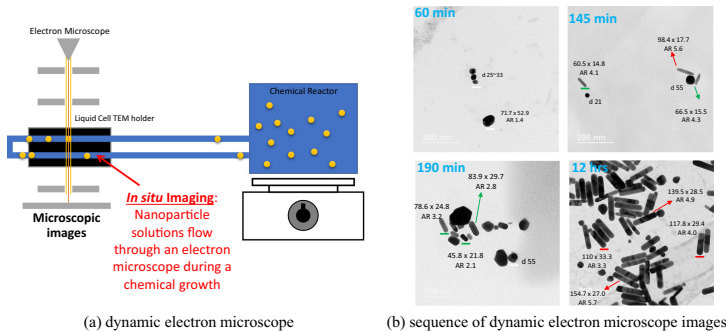 Electron Microscope
Liquid Cell TEM holder
Chemical Reactor
Microscopic
images
In situ Imaging:
Nanoparticle
solutions flow
through an electron
microscope during a
chemical growth
(a) dynamic electron microscope
60 min
d 25~33
71.7 x 52.9
AR 1.4
200 nm
145 min
98.4 x 17.7
AR 5.6
60.5 x 14.8
AR 4.1
d 55
d 21
66.5 x 15.5
AR 4.3
200 nm
190 min
83.9 x 29.7
AR 2.8
78.6 x 24.8
AR 3.2
45.8 x 21.8
AR 2.1
d 55
12 hrs
139.5 x 28.5
AR 4.9
117.8 x 29.4
AR 4.0
110 x 33.3
AR 3.3
154.7 x 27.0
AR 5.7
(b) sequence of dynamic electron microscope images